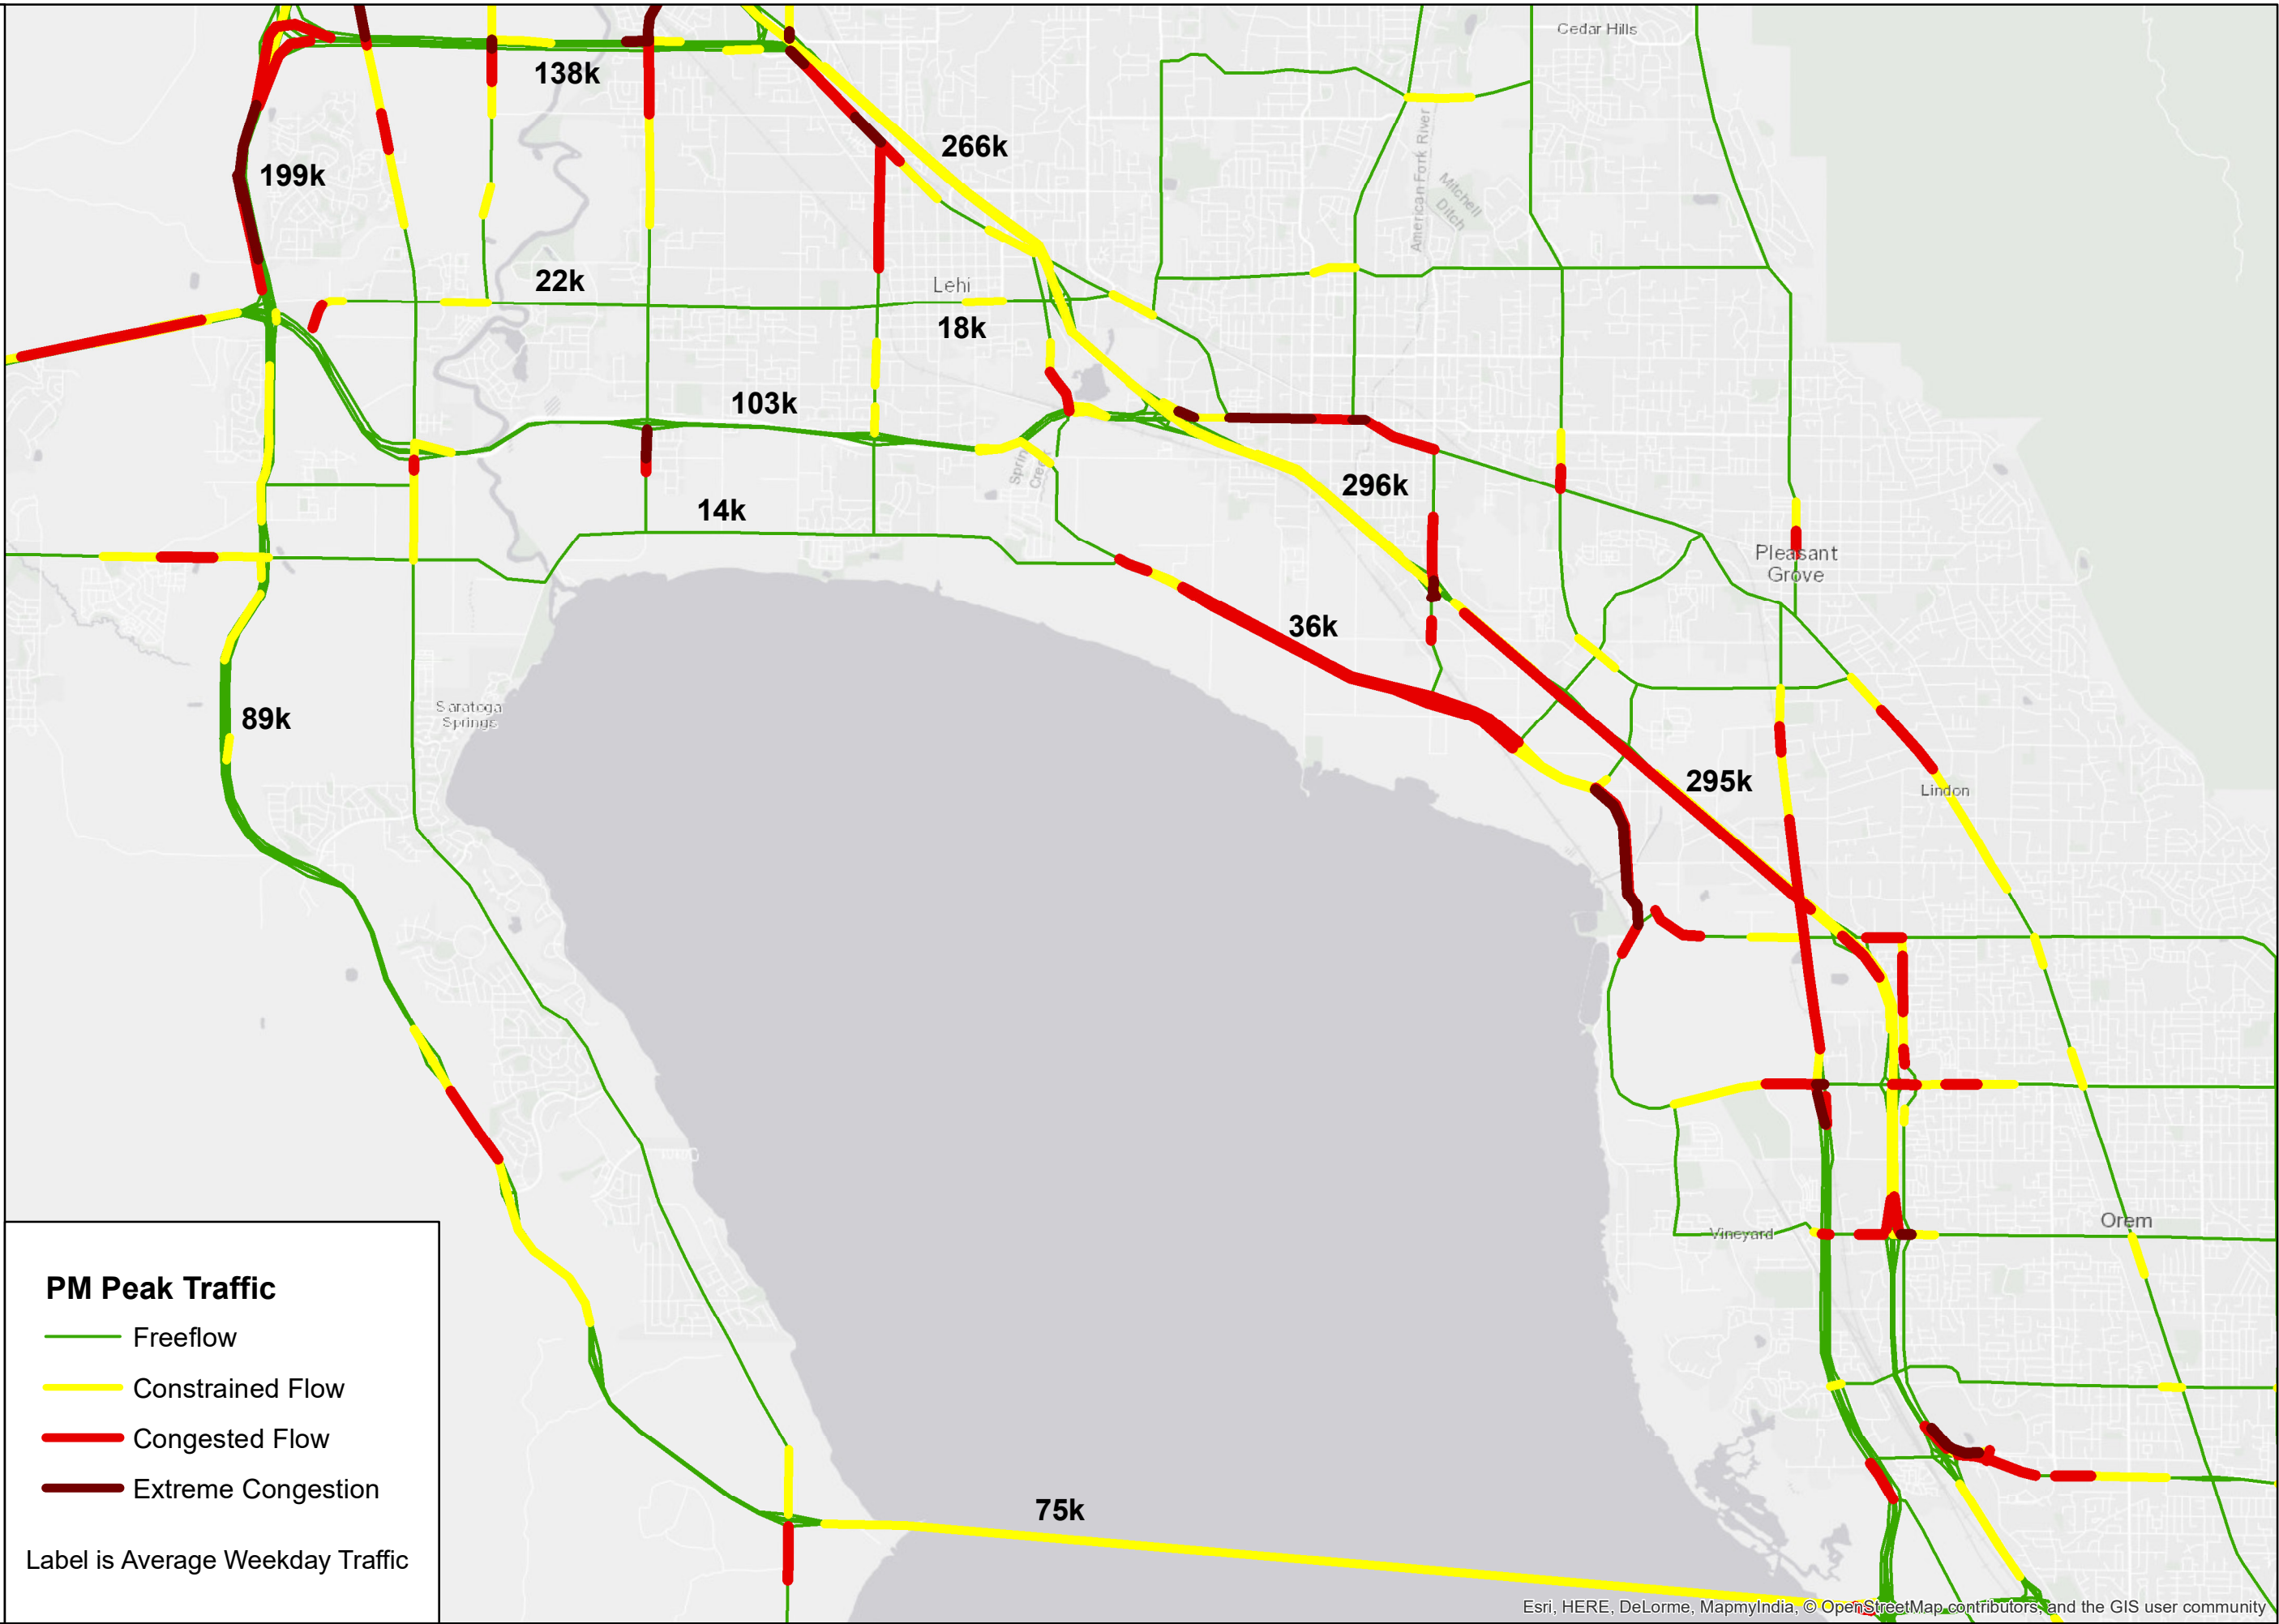 Cedar Hills
138k
266k
American Fork River
Mitchell
Ditch
199k
22k
Lehi
18k
103k
Spring
Creek
296k
14k
Pleasant
Grove
36k
Saratoga
Springs
89k
295k
Lindon
Vineyard
Orem
PM Peak Traffic
Freeflow
Constrained Flow
Congested Flow
Extreme Congestion
Label is Average Weekday Traffic
75k
Esri, HERE, DeLorme, MapmyIndia, © OpenStreetMap contributors, and the GIS user community